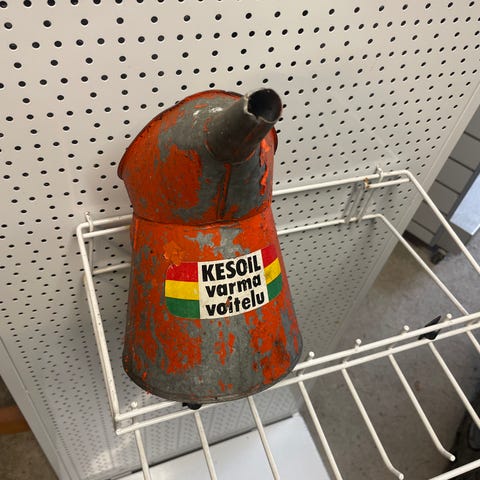 KESOIL
varma
voitelu